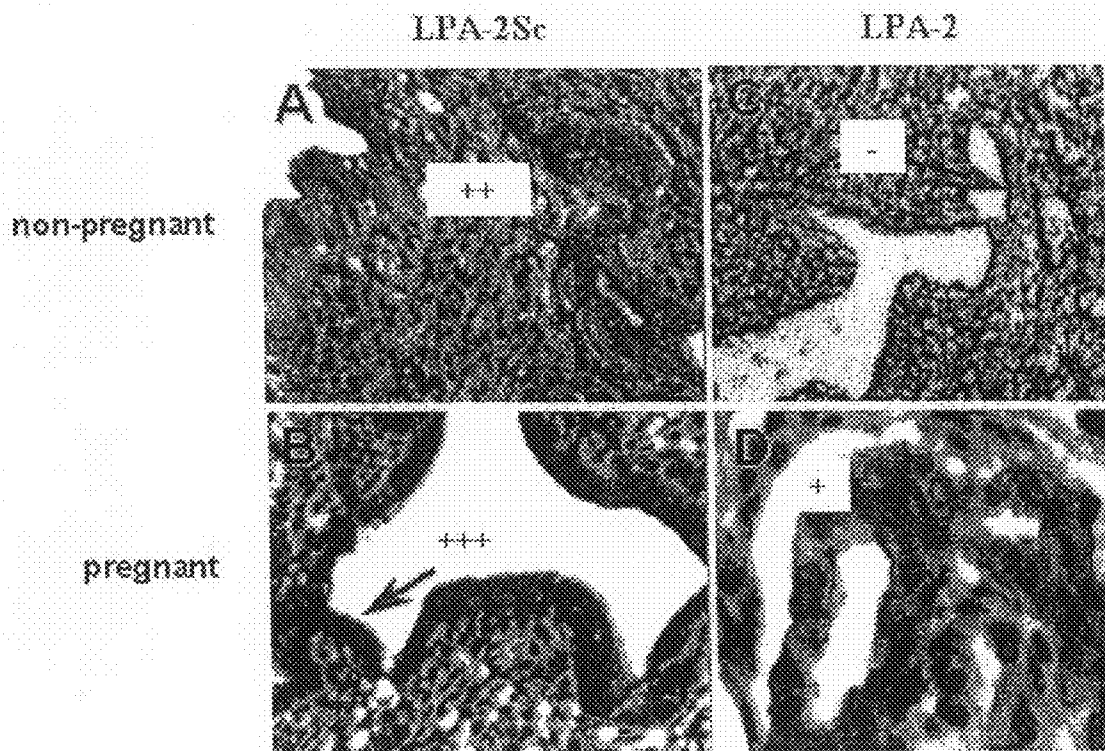 LPA-2Sc LPA-2
A C
++ -
non-pregnant
B D
+
+++
pregnant